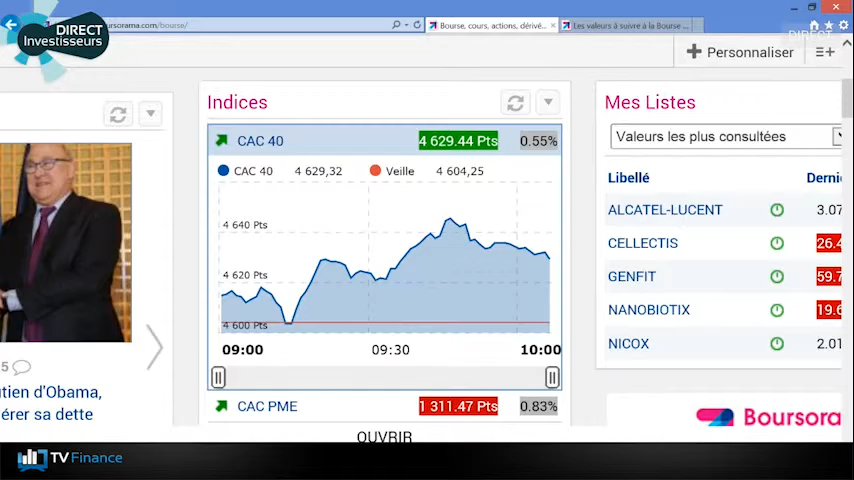 DIRECT
Investisseurs
oursorama.com/bourse/
Bourse, cours, actions, dérivé...
Les valeurs à suivre à la Bourse ...
DIRECT
Personnaliser
Indices
CAC 40 4 629.44 Pts 0.55%
CAC 40 4 629,32 Veille 4 604,25
4 640 Pts
4 620 Pts
4 600 Pts
09:00 09:30 10:00
CAC PME 1 311.47 Pts 0.83%
OUVRIR
Mes Listes
Valeurs les plus consultées
Libellé Derni
ALCATEL-LUCENT 3.07
CELLECTIS 26.4
GENFIT 59.7
NANOBIOTIX 19.6
NICOX 2.01
Boursora
5
tien d'Obama,
érer sa dette
TV Finance